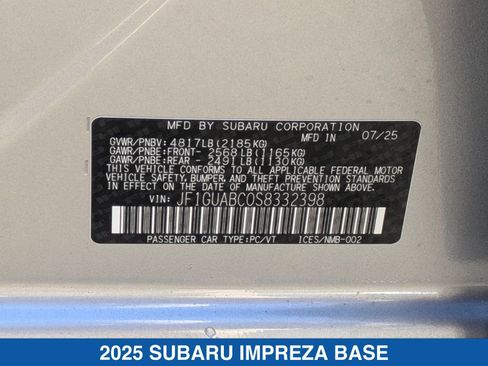 MFD BY SUBARU CORPORATION
GVWR/PNBV: 4817LB(2185KG) MFD IN 07/25
GAWR/PNBE:FRONT- 2568LB(1165KG)
GAWR/PNBE:REAR - 2491LB(1130KG)
THIS VEHICLE CONFORMS TO ALL APPLICABLE FEDERAL MOTOR
VEHICLE SAFETY, BUMPER, AND THEFT PREVENTION STANDARDS
IN EFFECT ON THE DATE OF MANUFACTURE SHOWN ABOVE.
VIN: JF1GUABC0S8332398
PASSENGER CAR TYPE:PC/VT ICES/NMB-002
2025 SUBARU IMPREZA BASE